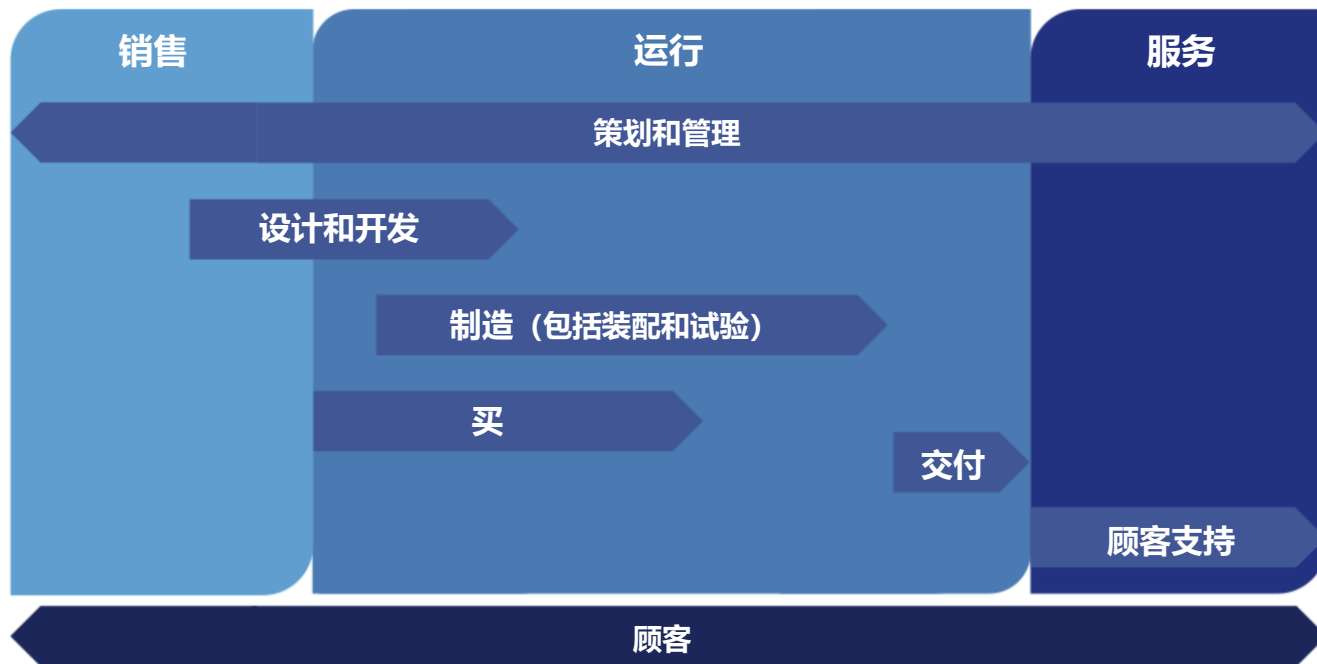 销售
运行
服务
策划和管理
设计和开发
制造（包括装配和试验）
买
交付
顾客支持
顾客